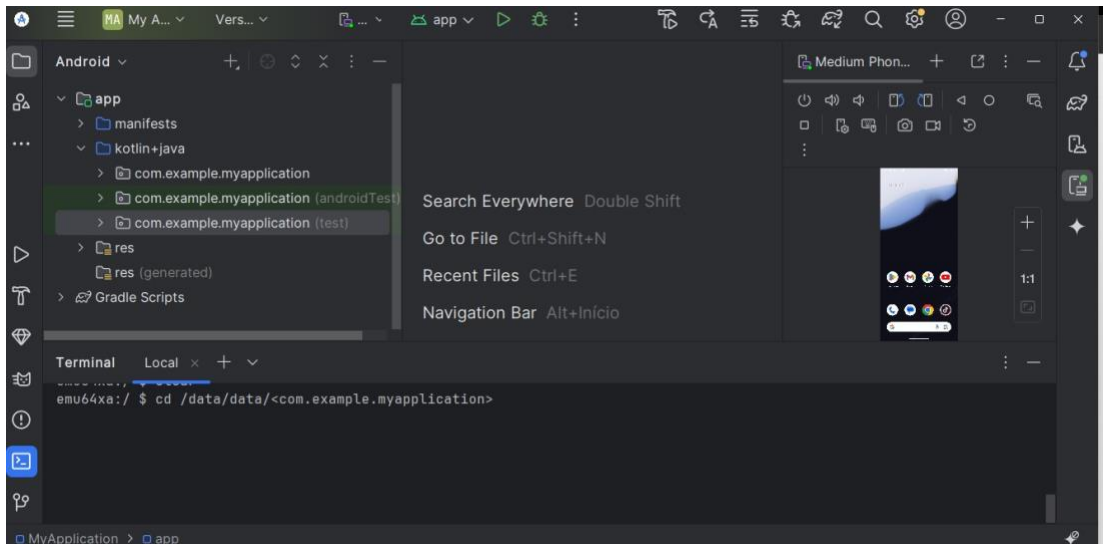 MA My A... Vers... ... app
Android
Medium Phon...
app
manifests
kotlin+java
com.example.myapplication
com.example.myapplication (androidTest)
com.example.myapplication (test)
res
res (generated)
Gradle Scripts
Search Everywhere Double Shift
Go to File Ctrl+Shift+N
Recent Files Ctrl+E
Navigation Bar Alt+Início
1:1
Terminal Local
emu64xa:/ $ cd /data/data/<com.example.myapplication>
MyApplication > app